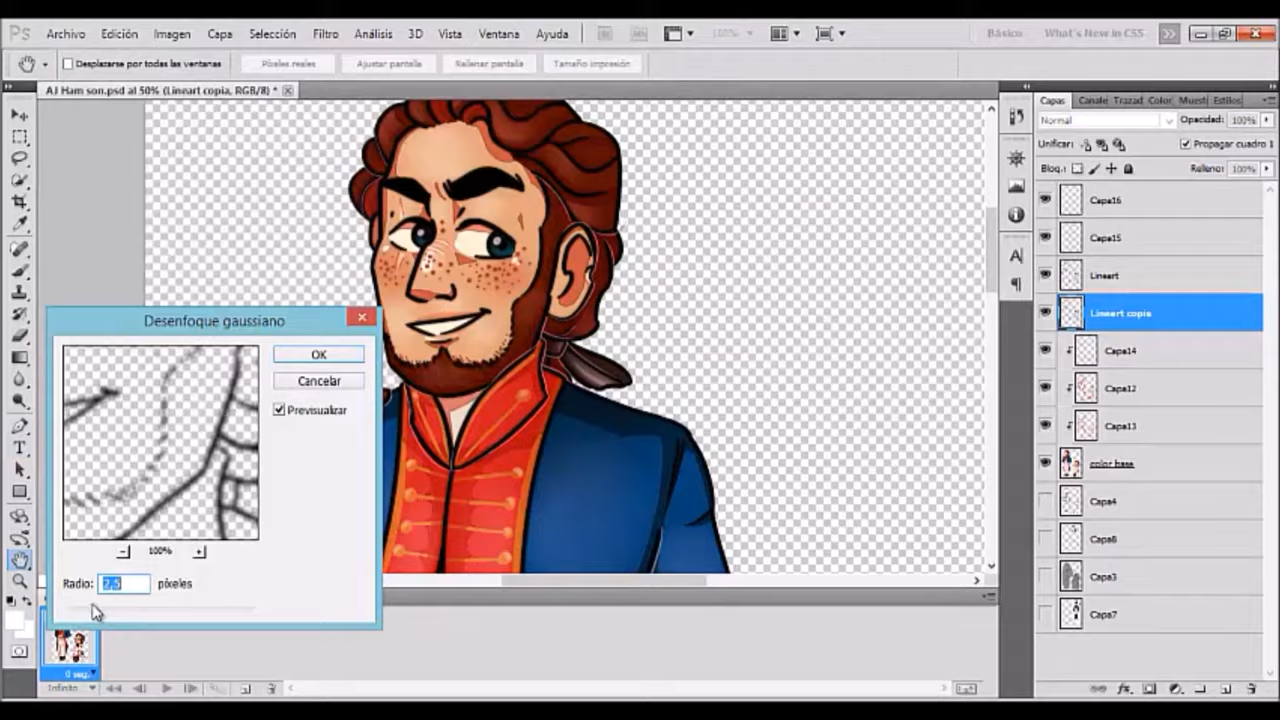 Ps Archivo Edición Imagen Capa Selección Filtro Análisis 3D Vista Ventana Ayuda 100% Básico What's New in CS5
Desplazarse por todas las ventanas Píxeles reales Ajustar pantalla Rellenar pantalla Tamaño impresión
AJ Ham son.psd al 50% (Lineart copia, RGB/8) *
Capas Canale Trazad Color Muest Estilos
Normal Opacidad: 100%
Unificar: Propagar cuadro 1
Bloq.: Relleno: 100%
Capa16
Capa15
Lineart
Lineart copia
Capa14
Capa12
Capa13
color base
Capa4
Capa8
Capa3
Capa7
Desenfoque gaussiano
OK
Cancelar
Previsualizar
100%
Radio: 2,5 píxeles
0 seg.
Infinito